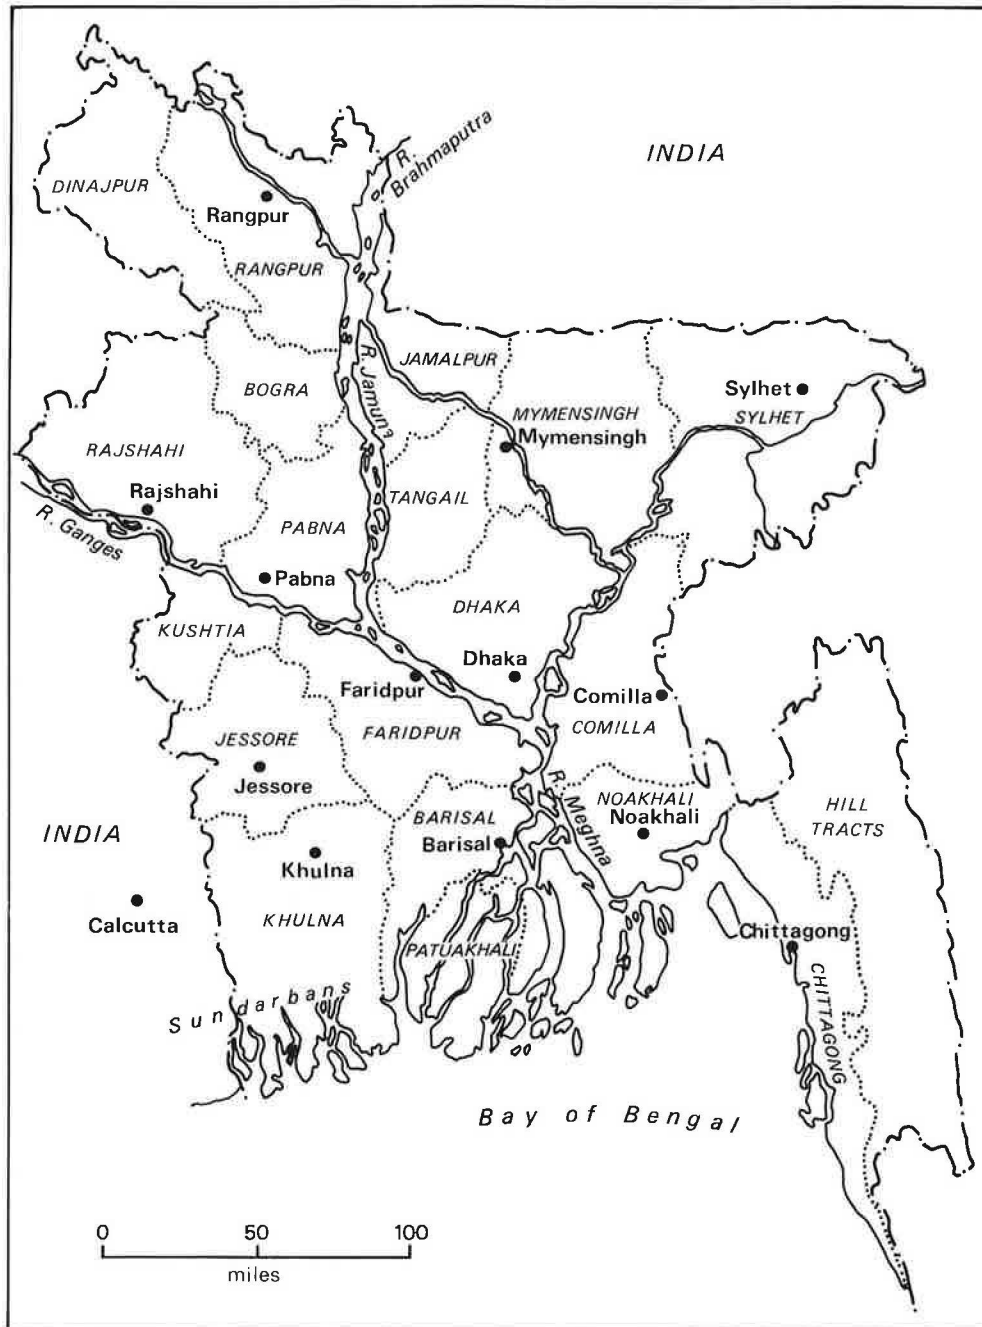 R.
Brahmaputra
INDIA
DINAJPUR
Rangpur
RANGPUR
R. Jamuna
JAMALPUR
BOGRA
Sylhet
SYLHET
MYMENSINGH
Mymensingh
RAJSHAHI
Rajshahi
TANGAIL
R. Ganges
PABNA
Pabna
DHAKA
KUSHTIA
Dhaka
Faridpur
Comilla
FARIDPUR
COMILLA
JESSORE
Jessore
R. Meghna
NOAKHALI
Noakhali
HILL
TRACTS
BARISAL
Barisal
INDIA
Khulna
Calcutta
KHULNA
PATUAKHALI
Chittagong
CHITTAGONG
Sundarbans
Bay of Bengal
0 50 100
miles